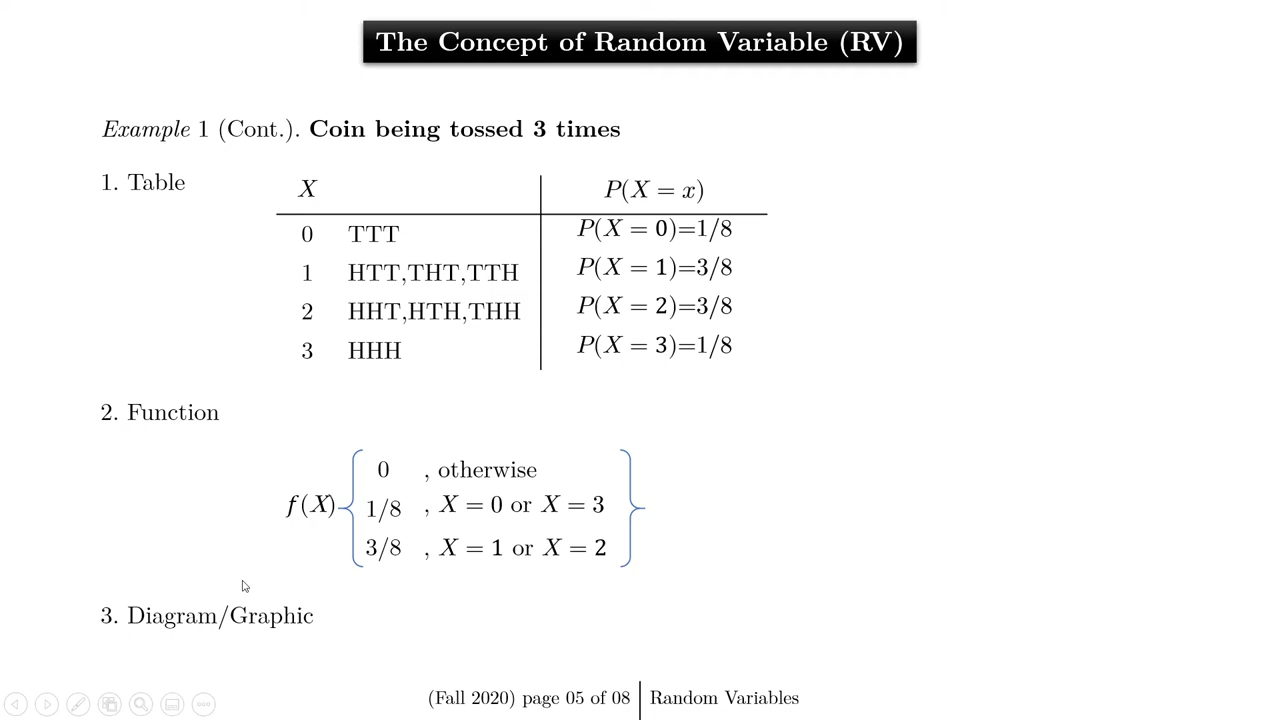 The Concept of Random Variable (RV)
Example 1 (Cont.). Coin being tossed 3 times
1. Table
X P(X = x)
0 TTT P(X = 0)=1/8
1 HTT,THT,TTH P(X = 1)=3/8
2 HHT,HTH,THH P(X = 2)=3/8
3 HHH P(X = 3)=1/8
2. Function
0 , otherwise
f(X) 1/8 , X = 0 or X = 3
3/8 , X = 1 or X = 2
3. Diagram/Graphic
(Fall 2020) page 05 of 08 Random Variables